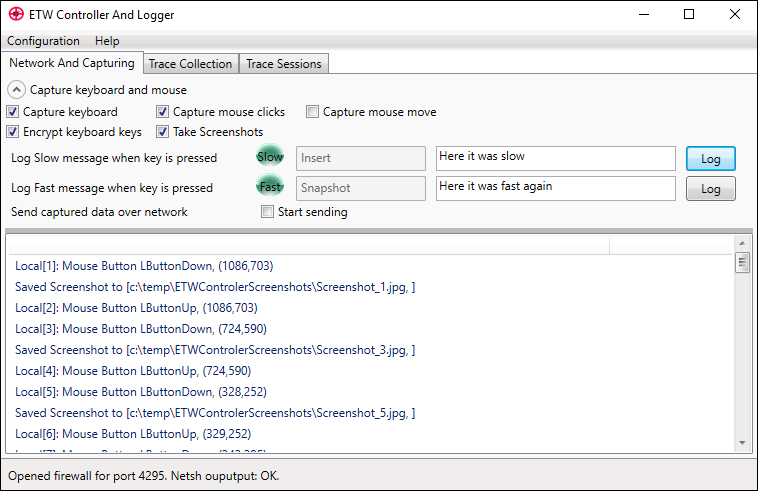 ETW Controller And Logger
Configuration Help
Network And Capturing Trace Collection Trace Sessions
Capture keyboard and mouse
Capture keyboard Capture mouse clicks Capture mouse move
Encrypt keyboard keys Take Screenshots
Log Slow message when key is pressed Slow Insert Here it was slow Log
Log Fast message when key is pressed Fast Snapshot Here it was fast again Log
Send captured data over network Start sending
Local[1]: Mouse Button LButtonDown, (1086,703)
Saved Screenshot to [c:\temp\ETWControlerScreenshots\Screenshot_1.jpg, ]
Local[2]: Mouse Button LButtonUp, (1086,703)
Local[3]: Mouse Button LButtonDown, (724,590)
Saved Screenshot to [c:\temp\ETWControlerScreenshots\Screenshot_3.jpg, ]
Local[4]: Mouse Button LButtonUp, (724,590)
Local[5]: Mouse Button LButtonDown, (328,252)
Saved Screenshot to [c:\temp\ETWControlerScreenshots\Screenshot_5.jpg, ]
Local[6]: Mouse Button LButtonUp, (329,252)
Local[7]: Mouse Button LButtonDown,
Opened firewall for port 4295. Netsh ouputput: OK.